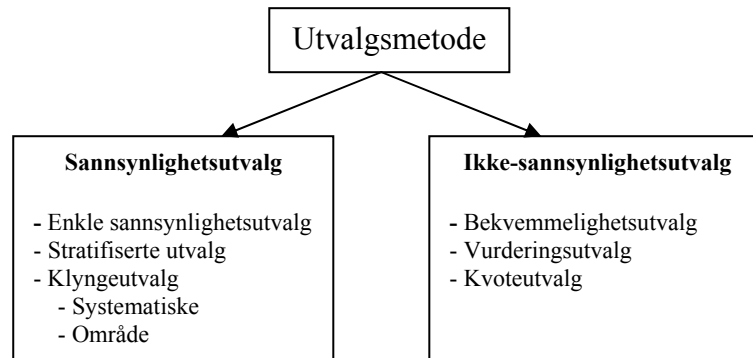 Utvalgsmetode
Sannsynlighetsutvalg
- Enkle sannsynlighetsutvalg
- Stratifiserte utvalg
- Klyngeutvalg
- Systematiske
- Område
Ikke-sannsynlighetsutvalg
- Bekvemmelighetsutvalg
- Vurderingsutvalg
- Kvoteutvalg